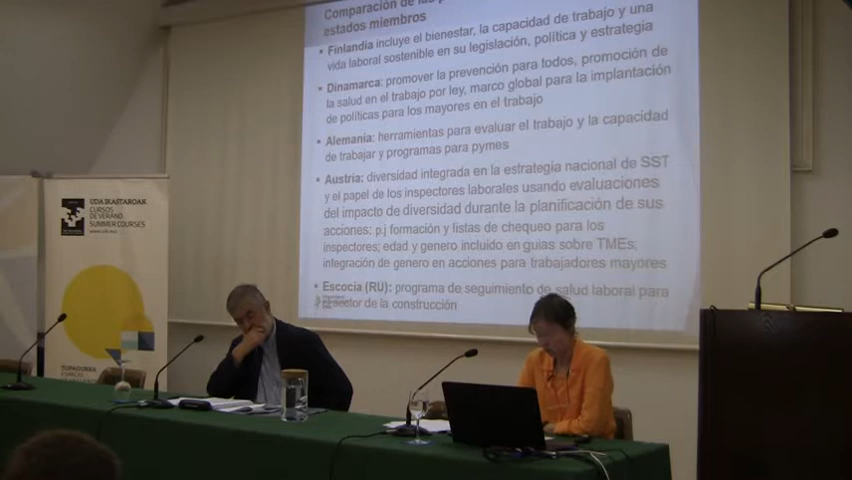 Comparación de las
estados miembros
• Finlandia incluye el bienestar, la capacidad de trabajo y una
vida laboral sostenible en su legislación, política y estrategia
• Dinamarca: promover la prevención para todos, promoción de
la salud en el trabajo por ley, marco global para la implantación
de políticas para los mayores en el trabajo
• Alemania: herramientas para evaluar el trabajo y la capacidad
de trabajar y programas para pymes
• Austria: diversidad integrada en la estrategia nacional de SST
y el papel de los inspectores laborales usando evaluaciones
del impacto de diversidad durante la planificación de sus
acciones: p.j formación y listas de chequeo para los
inspectores; edad y genero incluido en guías sobre TMEs;
integración de genero en acciones para trabajadores mayores
• Escocia (RU): programa de seguimiento de salud laboral para
el sector de la construcción
UDA IKASTAROAK
CURSOS
DE VERANO
SUMMER COURSES